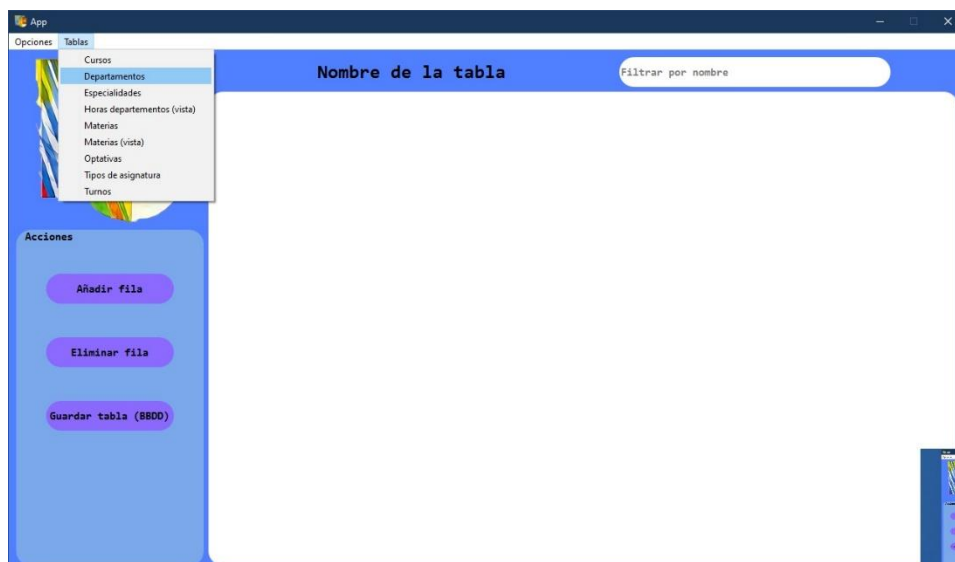 App
Opciones Tablas
Cursos
Departamentos
Especialidades
Horas departementos (vista)
Materias
Materias (vista)
Optativas
Tipos de asignatura
Turnos
Nombre de la tabla
Filtrar por nombre
Acciones
Añadir fila
Eliminar fila
Guardar tabla (BBDD)